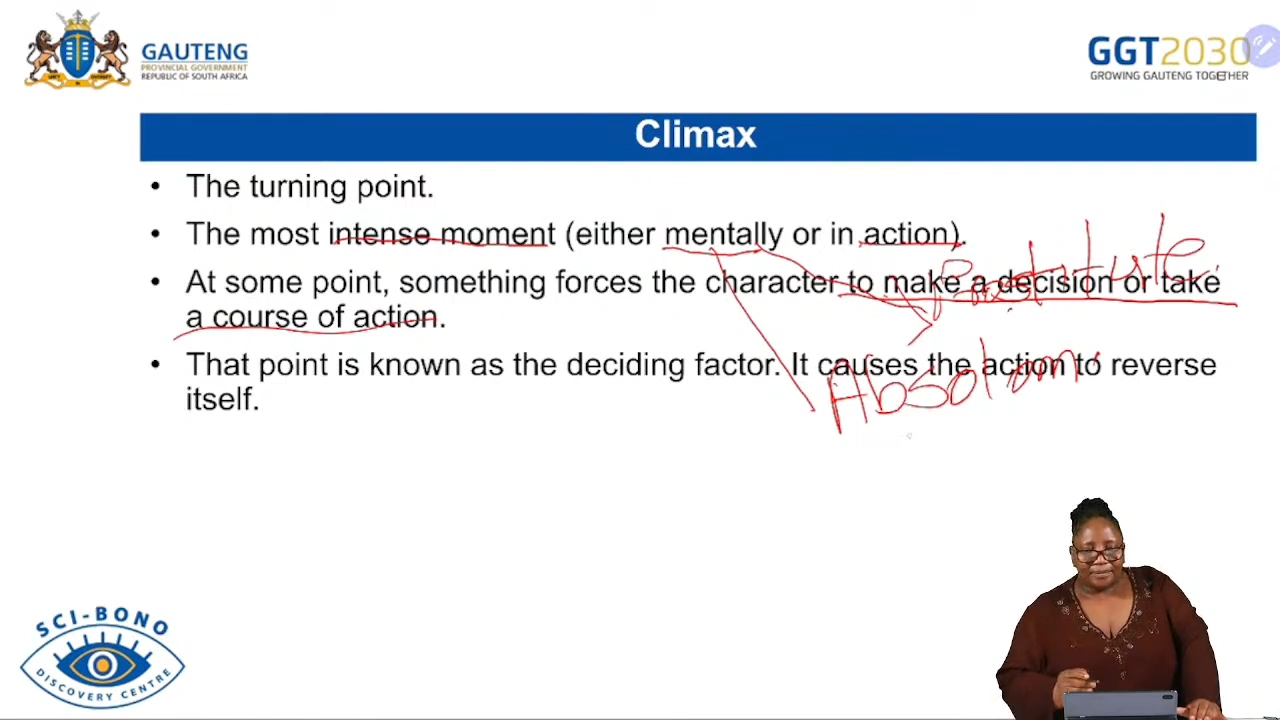 GAUTENG
PROVINCIAL GOVERNMENT
REPUBLIC OF SOUTH AFRICA
GGT2030
GROWING GAUTENG TOGETHER
Climax
• The turning point.
• The most intense moment (either mentally or in action).
Prostitute
• At some point, something forces the character to make a decision or take
a course of action.
• That point is known as the deciding factor. It causes the action to reverse
itself.
Absolom
SCI-BONO
DISCOVERY CENTRE